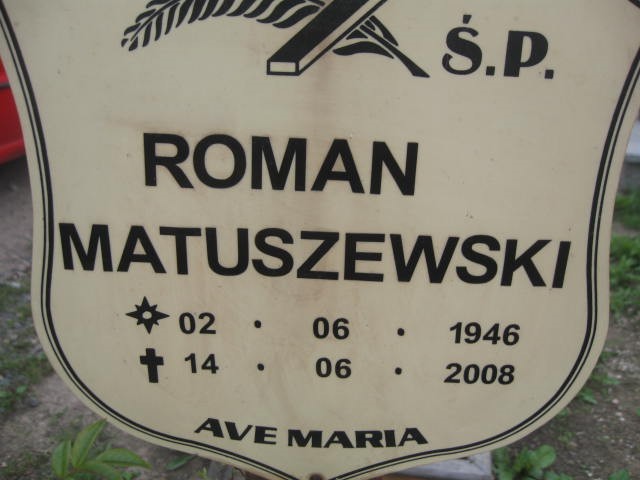 Ś.P.
ROMAN
MATUSZEWSKI
02 . 06 . 1946
14 . 06 . 2008
AVE MARIA